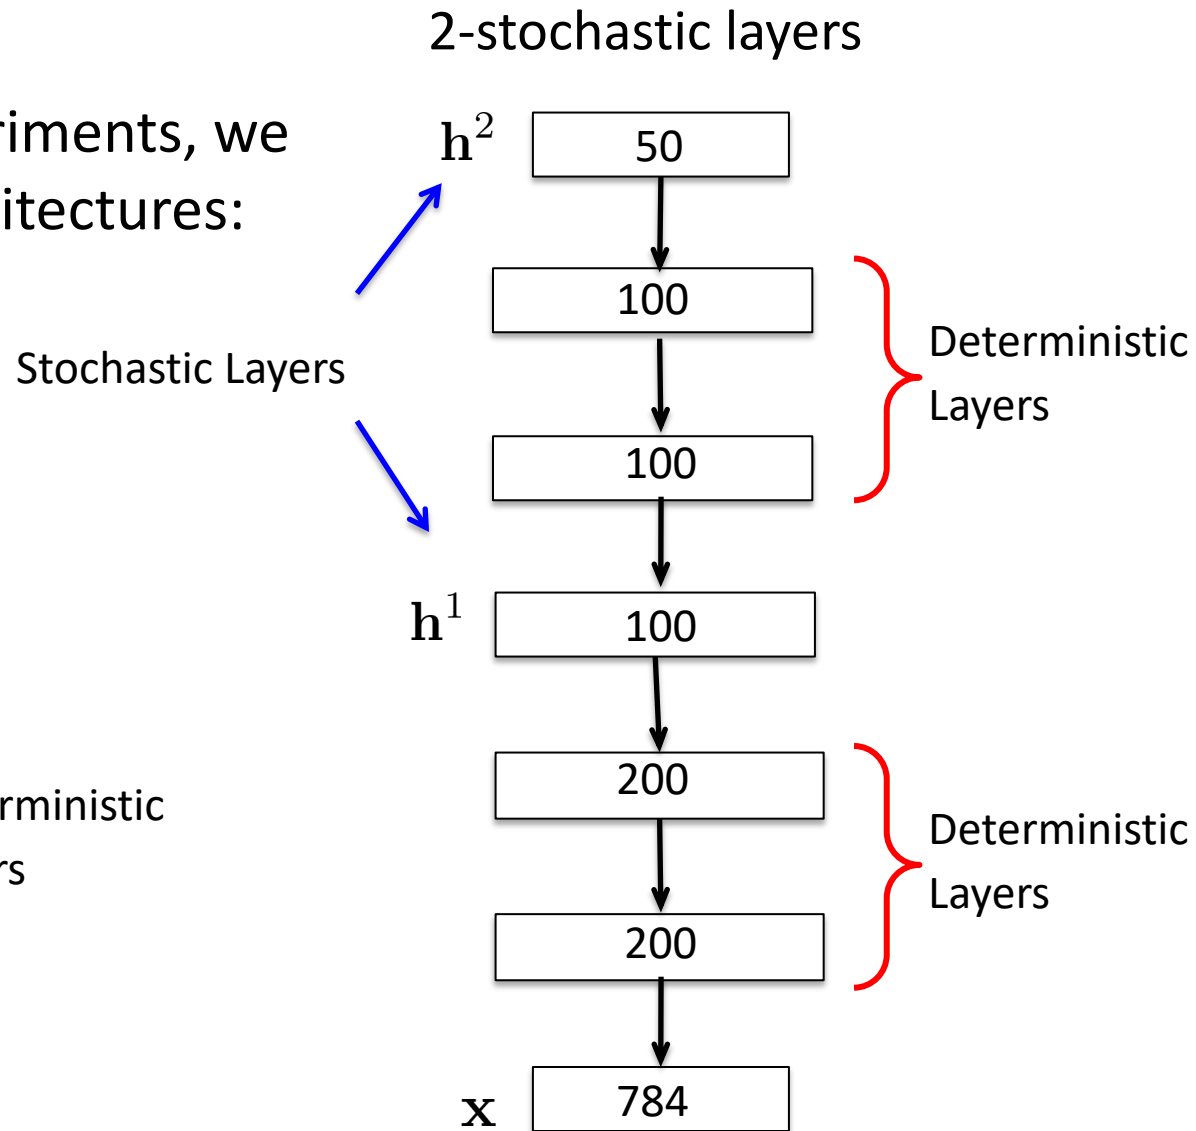 2-stochastic layers
riments, we
itectures:
h²
50
100
Deterministic
Layers
Stochastic Layers
100
h¹
100
200
rministic
rs
Deterministic
Layers
200
x
784